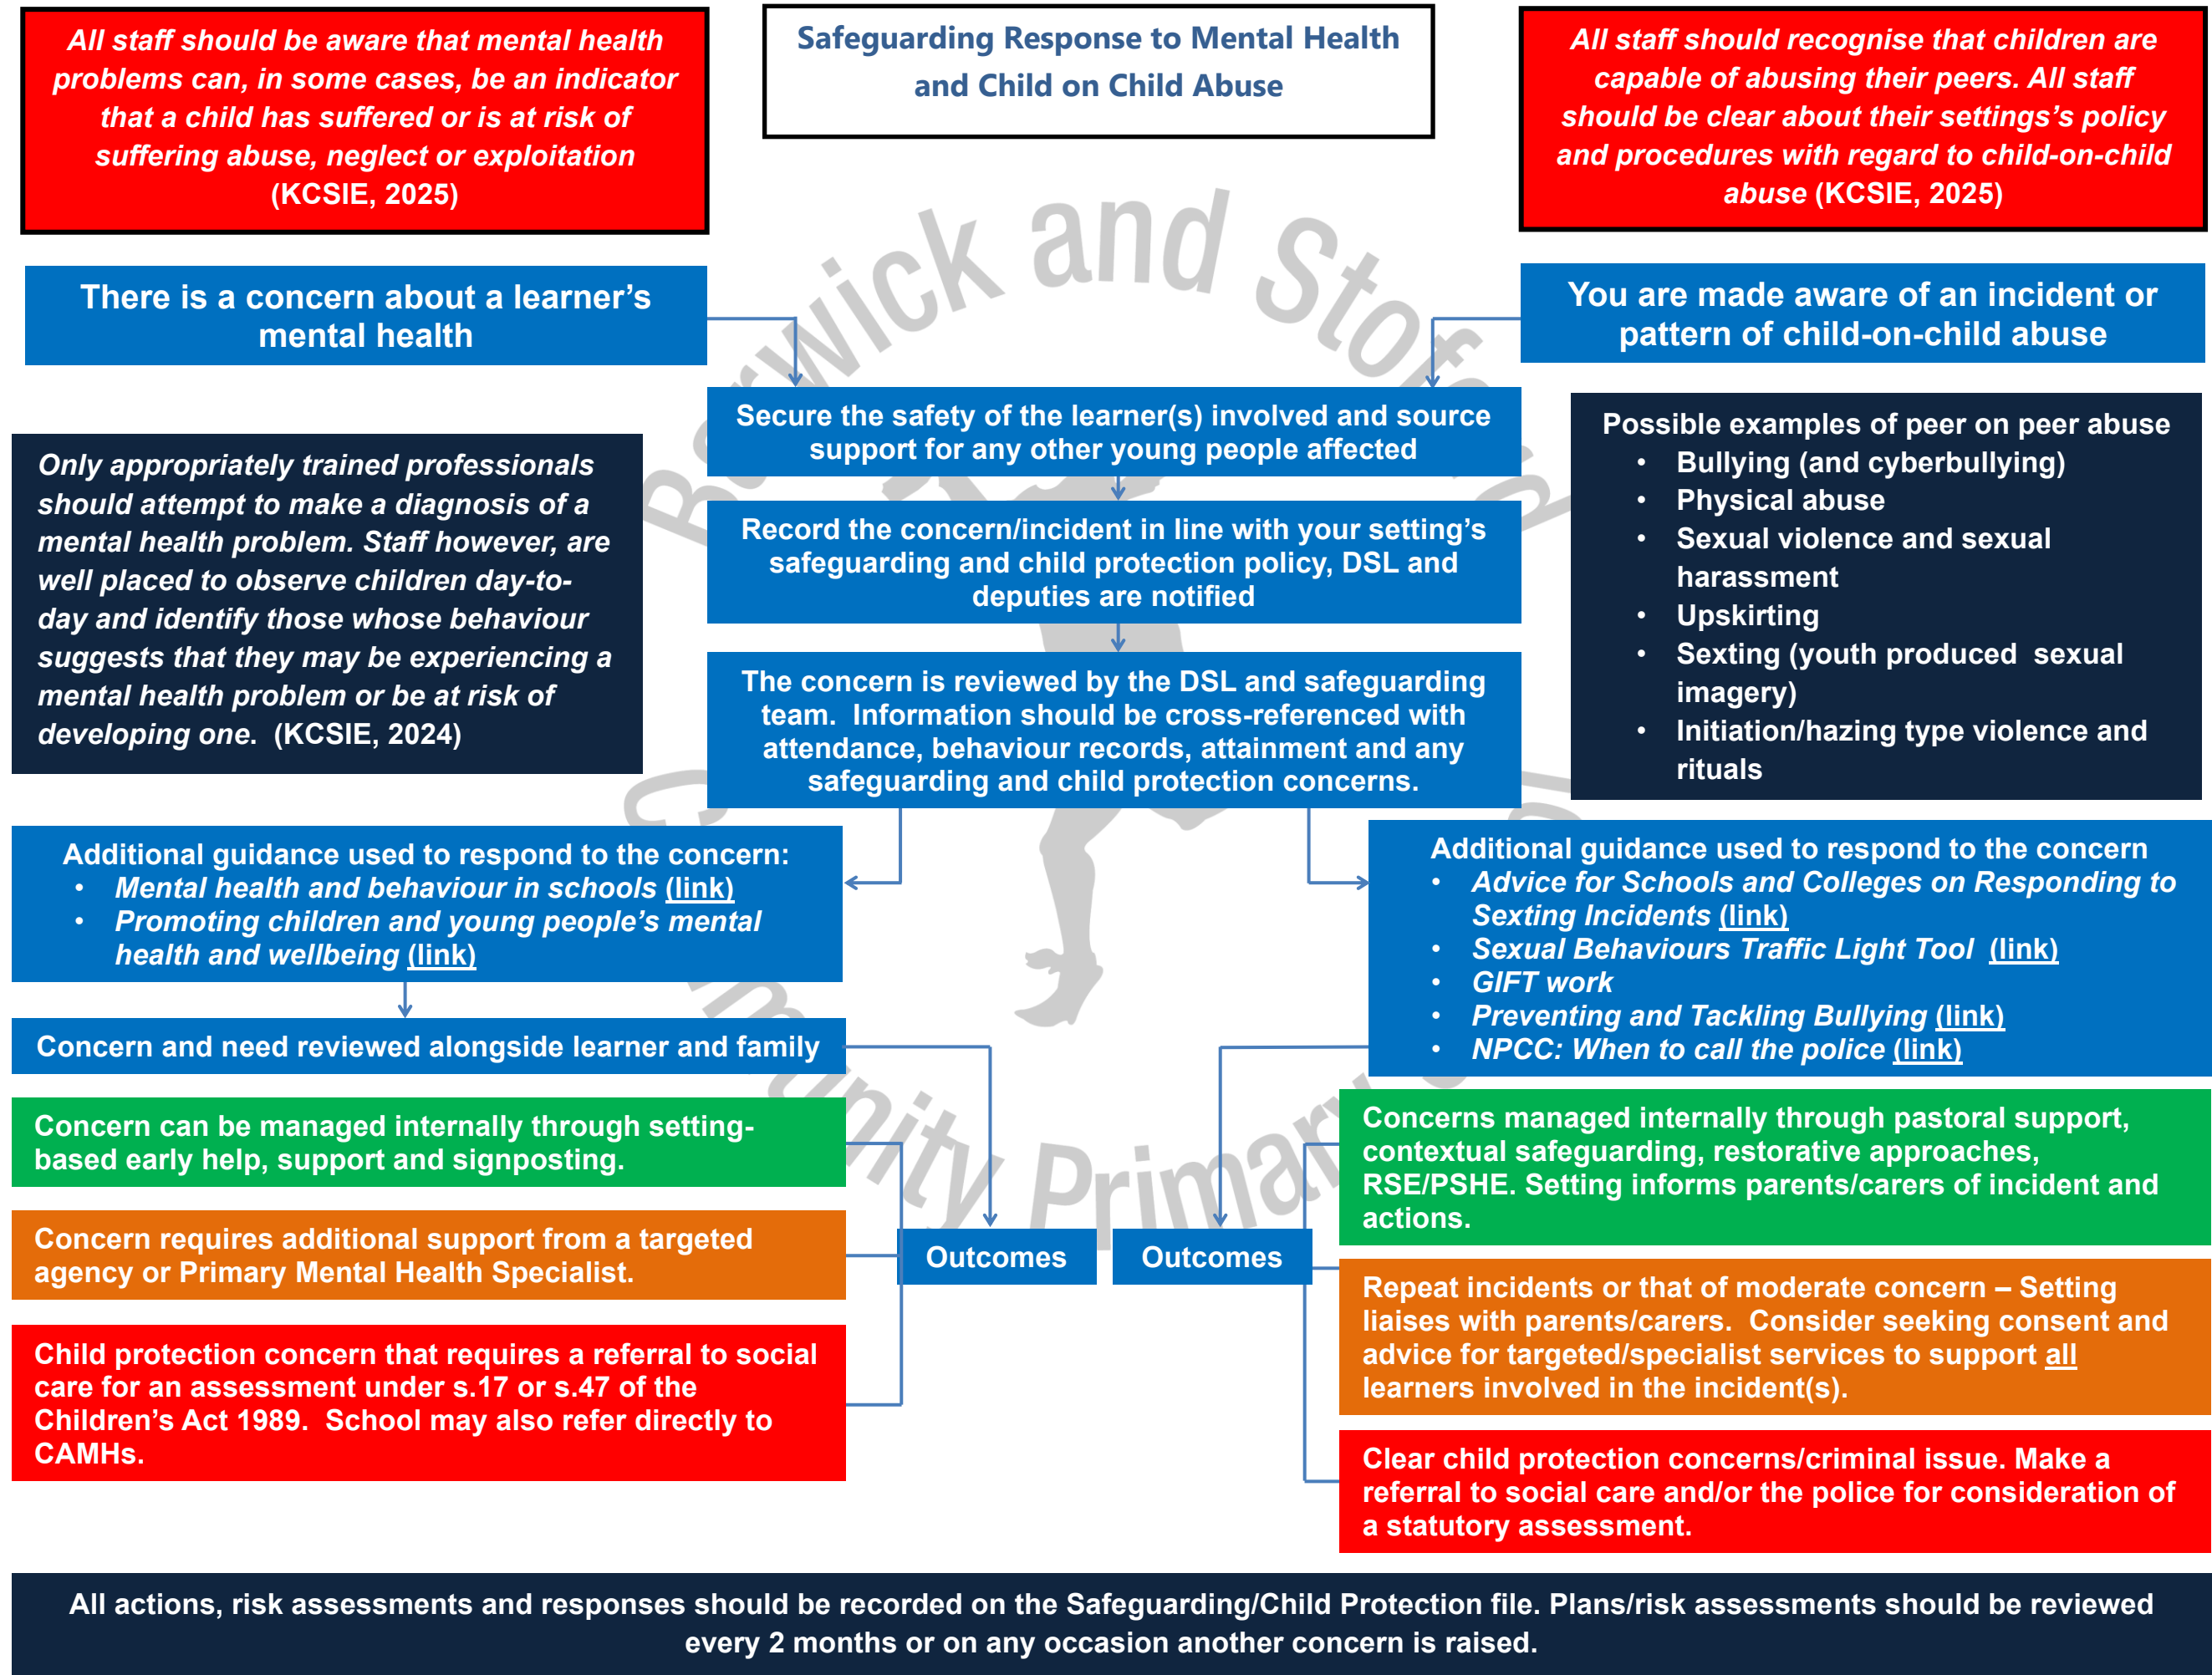 All staff should be aware that mental health
problems can, in some cases, be an indicator
that a child has suffered or is at risk of
suffering abuse, neglect or exploitation
(KCSIE, 2025)
Safeguarding Response to Mental Health
and Child on Child Abuse
All staff should recognise that children are
capable of abusing their peers. All staff
should be clear about their settings's policy
and procedures with regard to child-on-child
abuse (KCSIE, 2025)
There is a concern about a learner's
mental health
You are made aware of an incident or
pattern of child-on-child abuse
Secure the safety of the learner(s) involved and source
support for any other young people affected
Only appropriately trained professionals
should attempt to make a diagnosis of a
mental health problem. Staff however, are
well placed to observe children day-to-
day and identify those whose behaviour
suggests that they may be experiencing a
mental health problem or be at risk of
developing one. (KCSIE, 2024)
Record the concern/incident in line with your setting's
safeguarding and child protection policy, DSL and
deputies are notified
The concern is reviewed by the DSL and safeguarding
team. Information should be cross-referenced with
attendance, behaviour records, attainment and any
safeguarding and child protection concerns.
Possible examples of peer on peer abuse
• Bullying (and cyberbullying)
• Physical abuse
• Sexual violence and sexual
harassment
• Upskirting
• Sexting (youth produced sexual
imagery)
• Initiation/hazing type violence and
rituals
Additional guidance used to respond to the concern:
• Mental health and behaviour in schools (link)
• Promoting children and young people's mental
health and wellbeing (link)
Additional guidance used to respond to the concern
• Advice for Schools and Colleges on Responding to
Sexting Incidents (link)
• Sexual Behaviours Traffic Light Tool (link)
• GIFT work
• Preventing and Tackling Bullying (link)
• NPCC: When to call the police (link)
Concern and need reviewed alongside learner and family
Concern can be managed internally through setting-
based early help, support and signposting.
Concern requires additional support from a targeted
agency or Primary Mental Health Specialist.
Child protection concern that requires a referral to social
care for an assessment under s.17 or s.47 of the
Children's Act 1989. School may also refer directly to
CAMHs.
Outcomes
Outcomes
Concerns managed internally through pastoral support,
contextual safeguarding, restorative approaches,
RSE/PSHE. Setting informs parents/carers of incident and
actions.
Repeat incidents or that of moderate concern – Setting
liaises with parents/carers. Consider seeking consent and
advice for targeted/specialist services to support all
learners involved in the incident(s).
Clear child protection concerns/criminal issue. Make a
referral to social care and/or the police for consideration of
a statutory assessment.
All actions, risk assessments and responses should be recorded on the Safeguarding/Child Protection file. Plans/risk assessments should be reviewed
every 2 months or on any occasion another concern is raised.
and
Primary